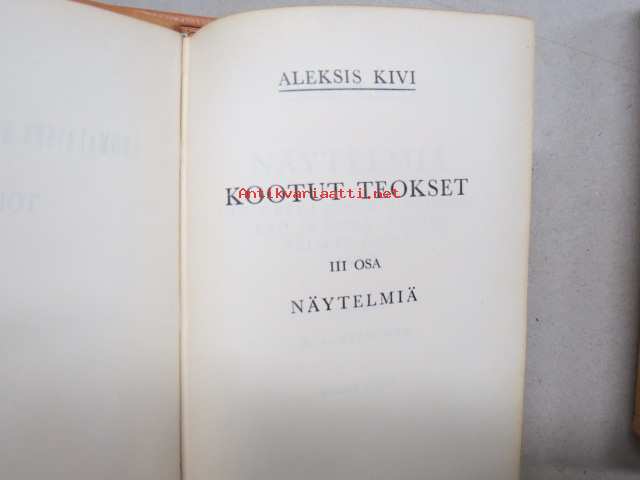 ALEKSIS KIVI
KOOTUT TEOKSET
Antikvariaatti.net
III OSA
NÄYTELMIÄ